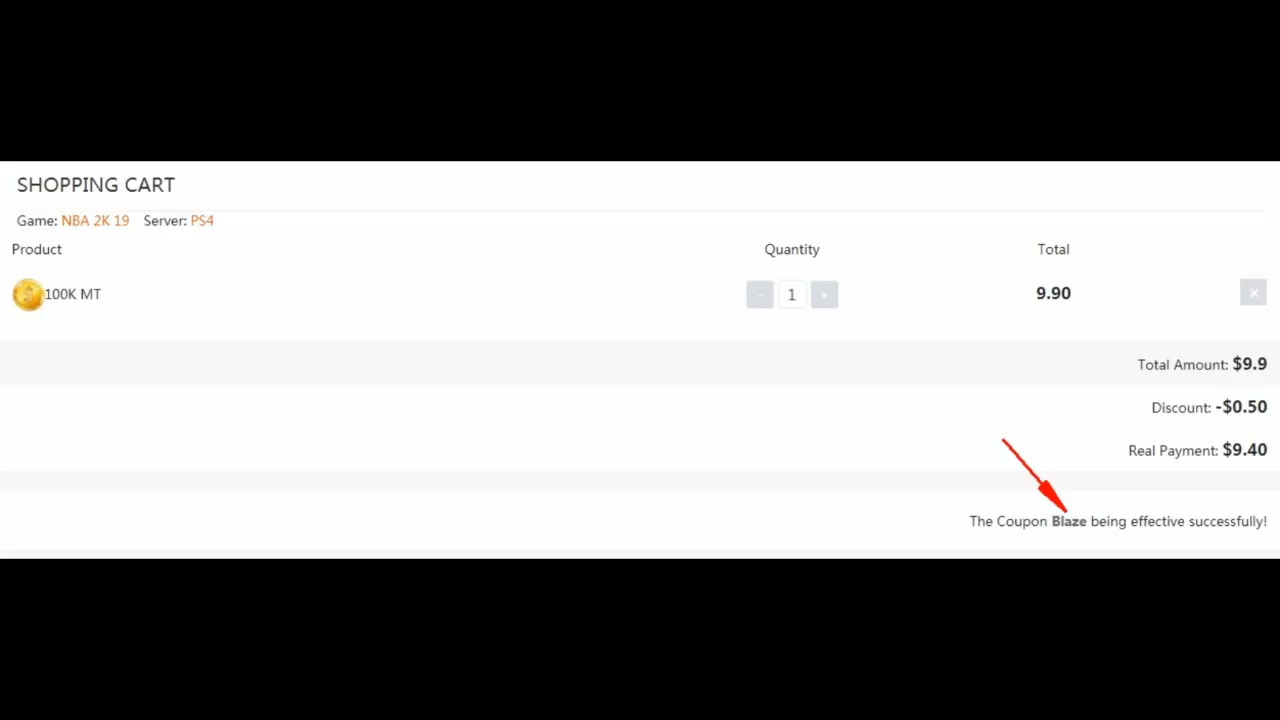 SHOPPING CART
Game: NBA 2K 19 Server: PS4
Product Quantity Total
$ 100K MT - 1 + 9.90 ×
Total Amount: $9.9
Discount: -$0.50
Real Payment: $9.40
The Coupon Blaze being effective successfully!